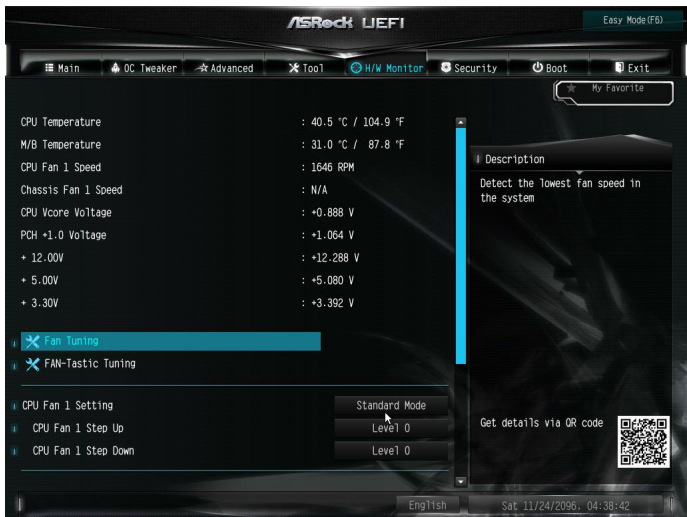 ASRock UEFI
Easy Mode(F6)
Main OC Tweaker Advanced Tool H/W Monitor Security Boot Exit
My Favorite
CPU Temperature : 40.5 °C / 104.9 °F
M/B Temperature : 31.0 °C / 87.8 °F
CPU Fan 1 Speed : 1646 RPM
Chassis Fan 1 Speed : N/A
CPU Vcore Voltage : +0.888 V
PCH +1.0 Voltage : +1.064 V
+ 12.00V : +12.288 V
+ 5.00V : +5.080 V
+ 3.30V : +3.392 V
Fan Tuning
FAN-Tastic Tuning
CPU Fan 1 Setting Standard Mode
CPU Fan 1 Step Up Level 0
CPU Fan 1 Step Down Level 0
Description
Detect the lowest fan speed in
the system
Get details via QR code
English
Sat 11/24/2096. 04:38:42